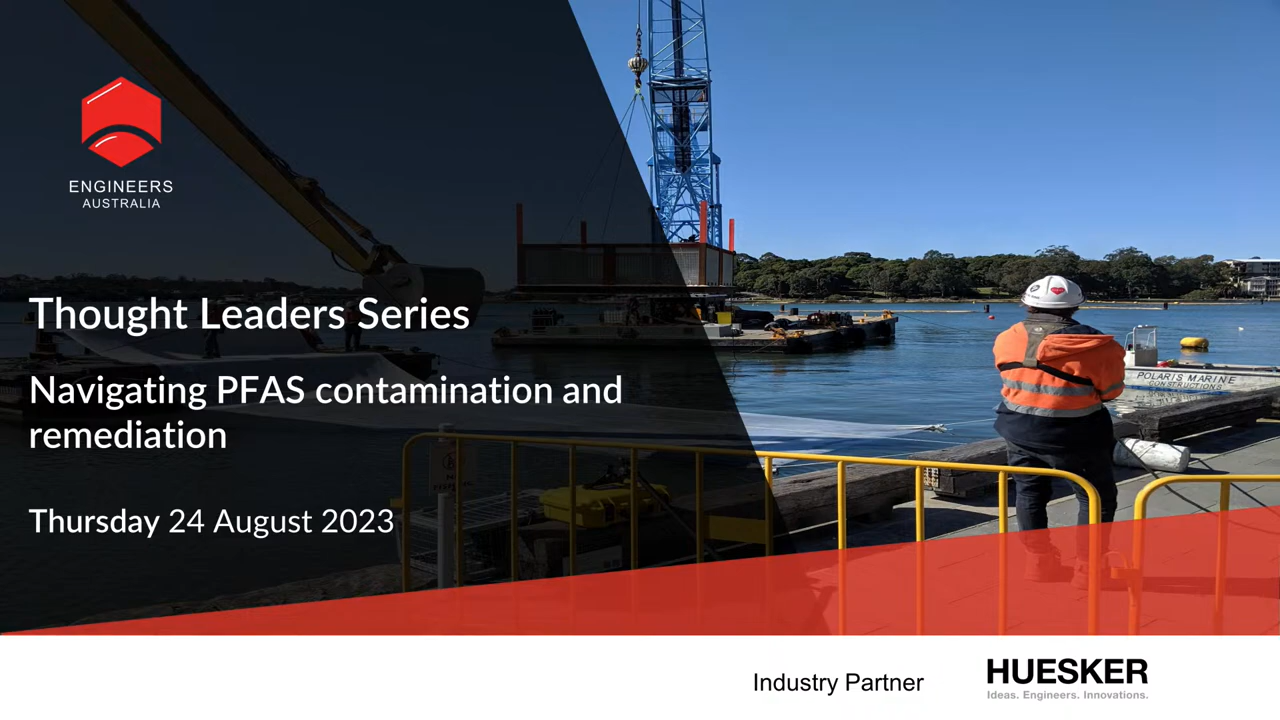 ENGINEERS
AUSTRALIA
Thought Leaders Series
Navigating PFAS contamination and
remediation
Thursday 24 August 2023
POLARIS MARINE
CONSTRUCTIONS
Industry Partner
HUESKER
Ideas. Engineers. Innovations.